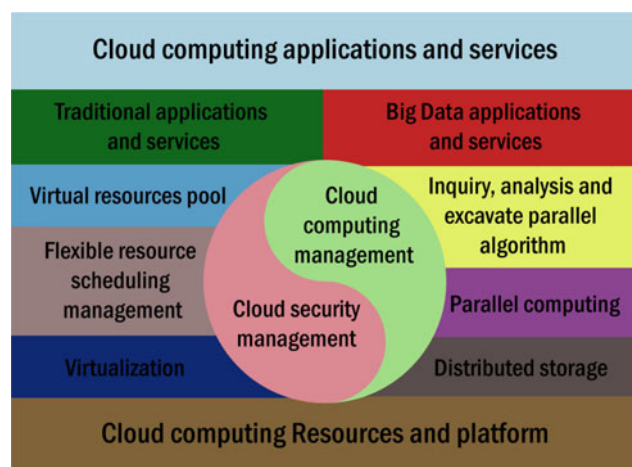 Cloud computing applications and services
Traditional applications
and services
Big Data applications
and services
Virtual resources pool
Cloud
computing
management
Inquiry, analysis and
excavate parallel
algorithm
Flexible resource
scheduling
management
Cloud security
management
Parallel computing
Virtualization
Distributed storage
Cloud computing Resources and platform